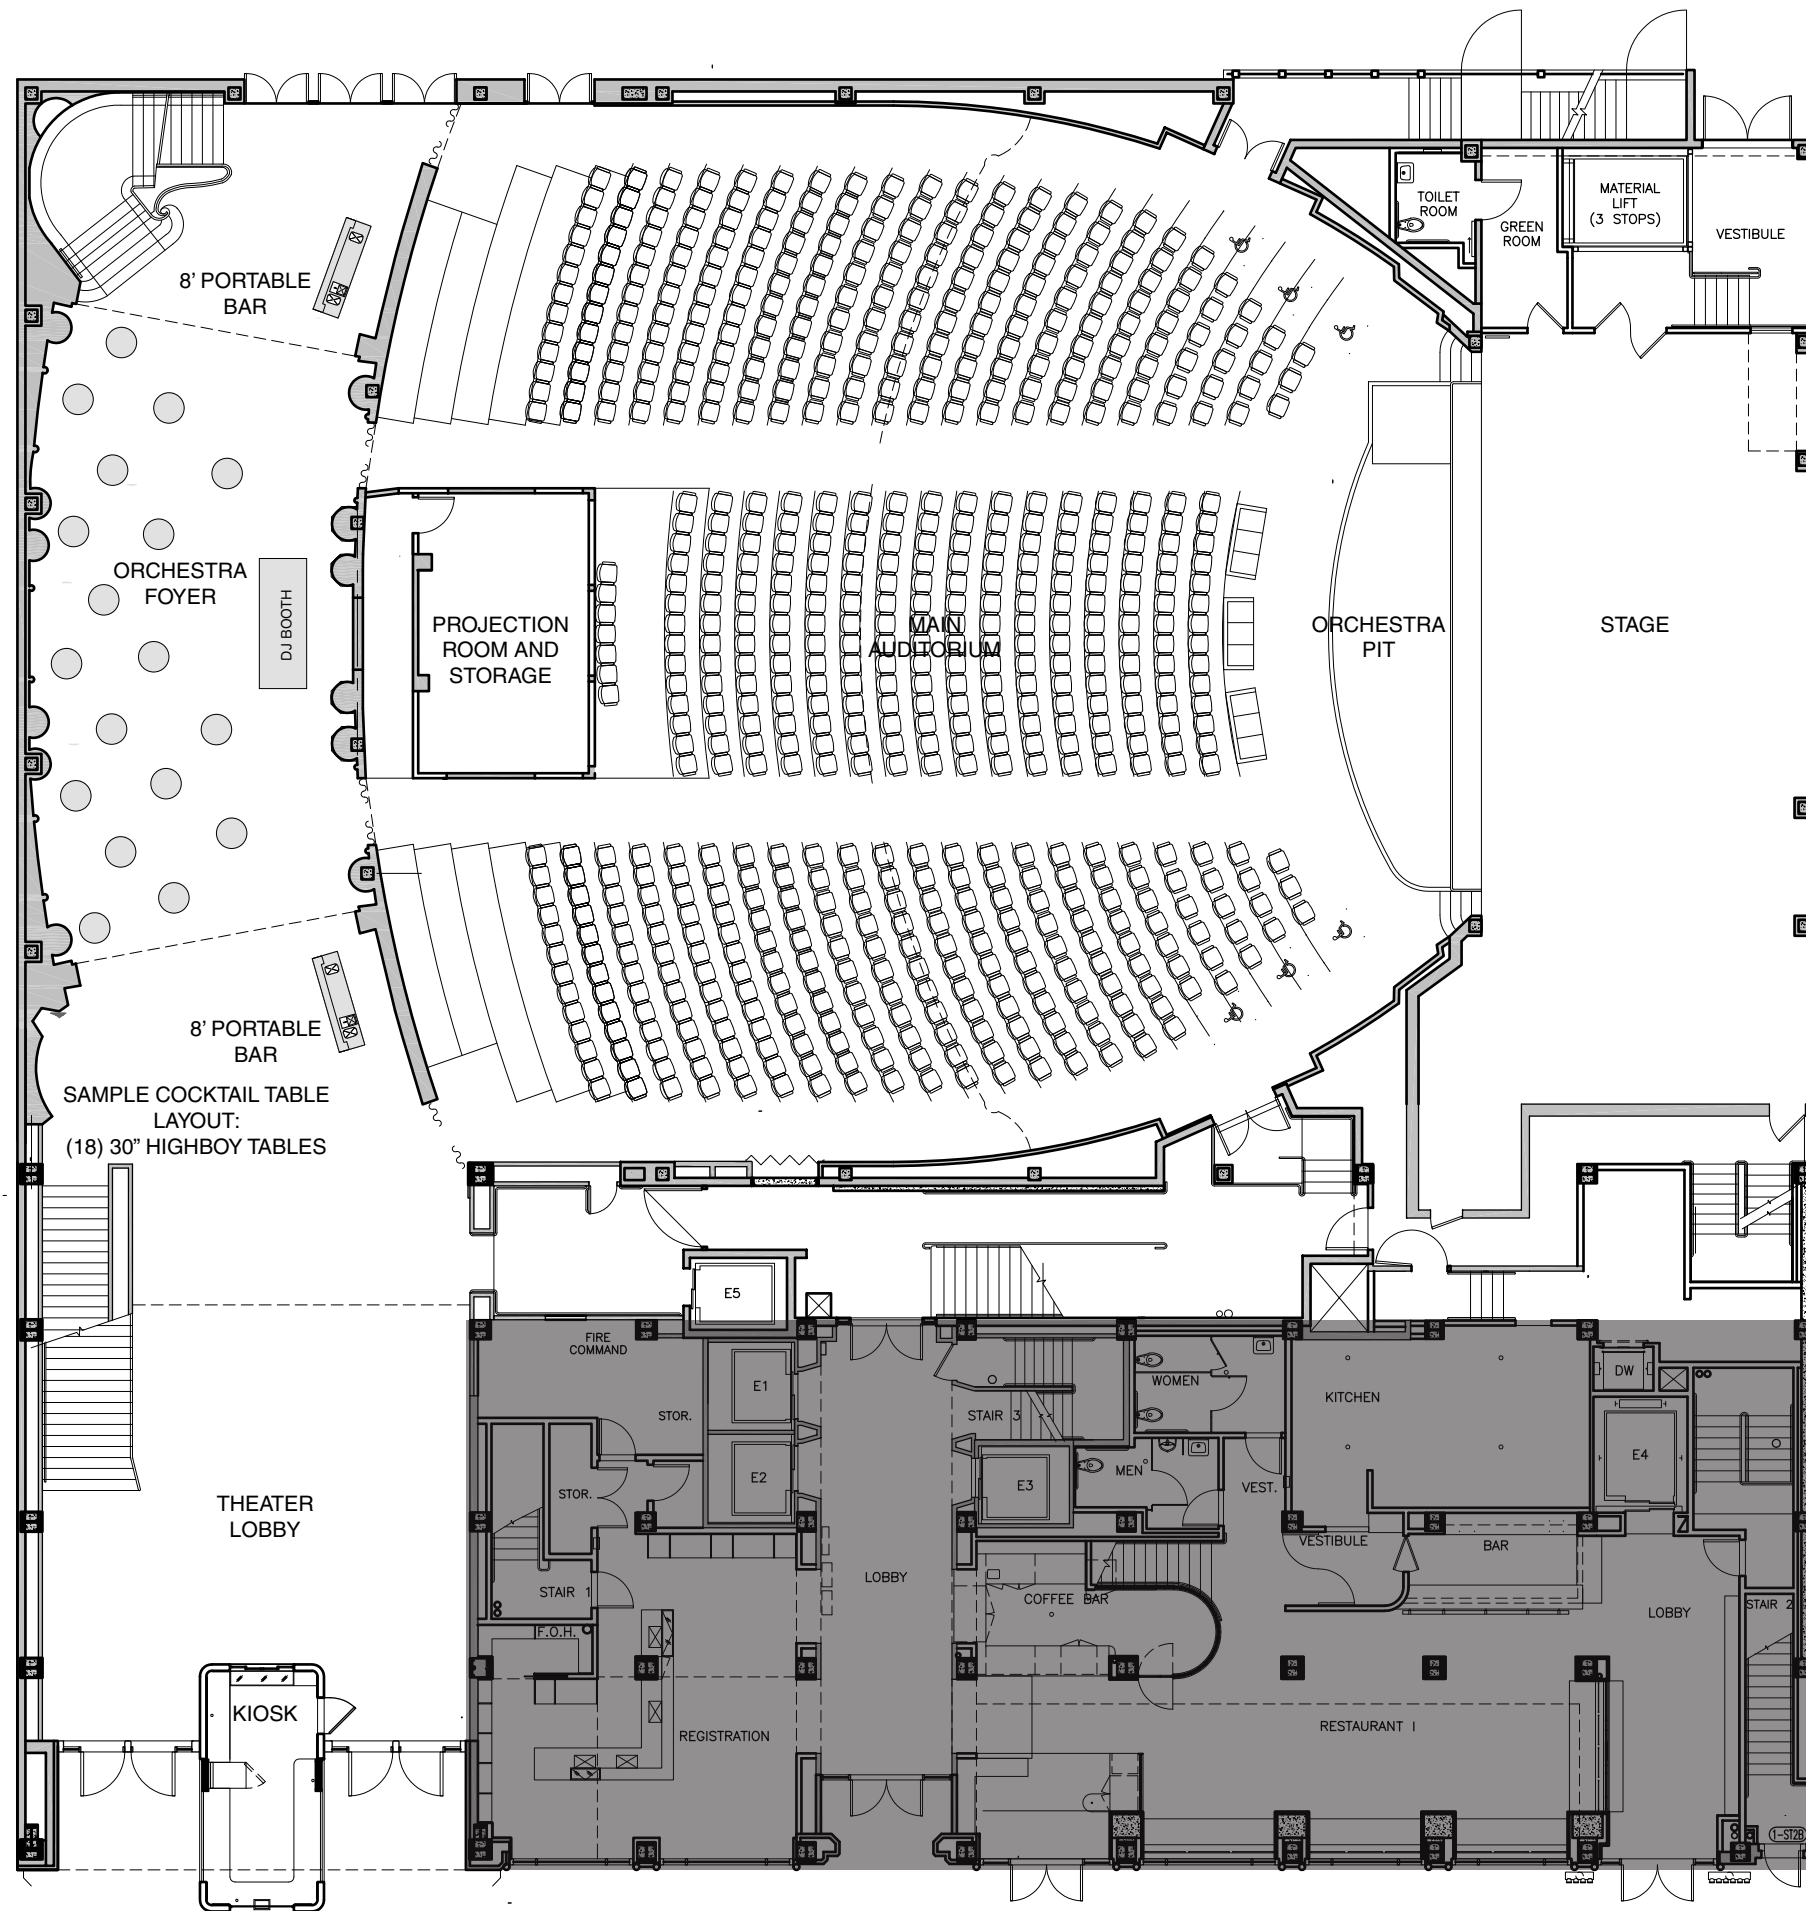 TOILET
ROOM
GREEN
ROOM
MATERIAL
LIFT
(3 STOPS)
VESTIBULE
8’ PORTABLE
BAR
ORCHESTRA
FOYER
DJ BOOTH
PROJECTION
ROOM AND
STORAGE
MAIN
AUDITORIUM
ORCHESTRA
PIT
STAGE
8’ PORTABLE
BAR
SAMPLE COCKTAIL TABLE
LAYOUT:
(18) 30” HIGHBOY TABLES
E5
FIRE
COMMAND
E1
STOR.
STAIR 3
WOMEN
KITCHEN
DW
E2
E3
MEN
VEST.
E4
STOR.
THEATER
LOBBY
VESTIBULE
BAR
STAIR 1
LOBBY
COFFEE BAR
LOBBY
STAIR 2
F.O.H.
KIOSK
REGISTRATION
RESTAURANT I
1-ST2B